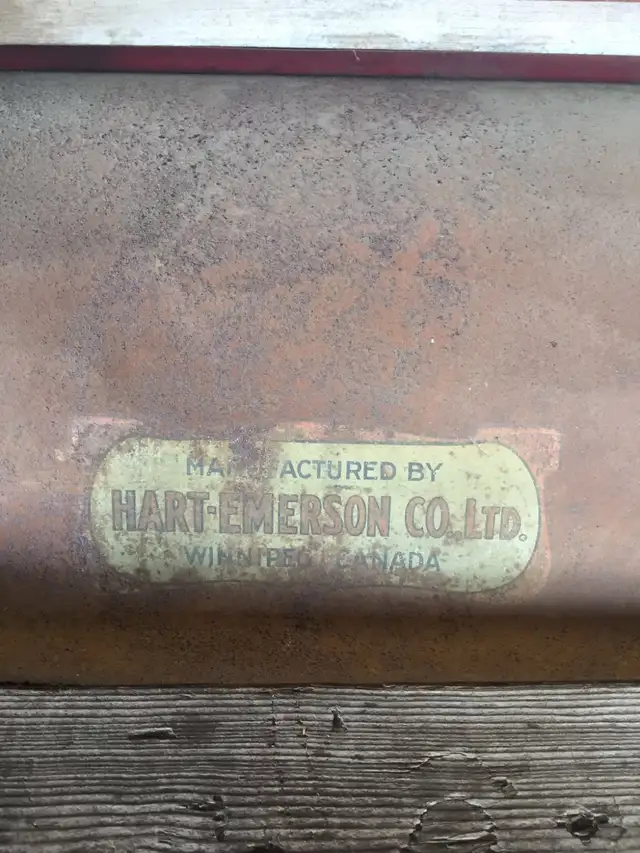 MANUFACTURED BY
HART-EMERSON CO., LTD.
WINNIPEG CANADA